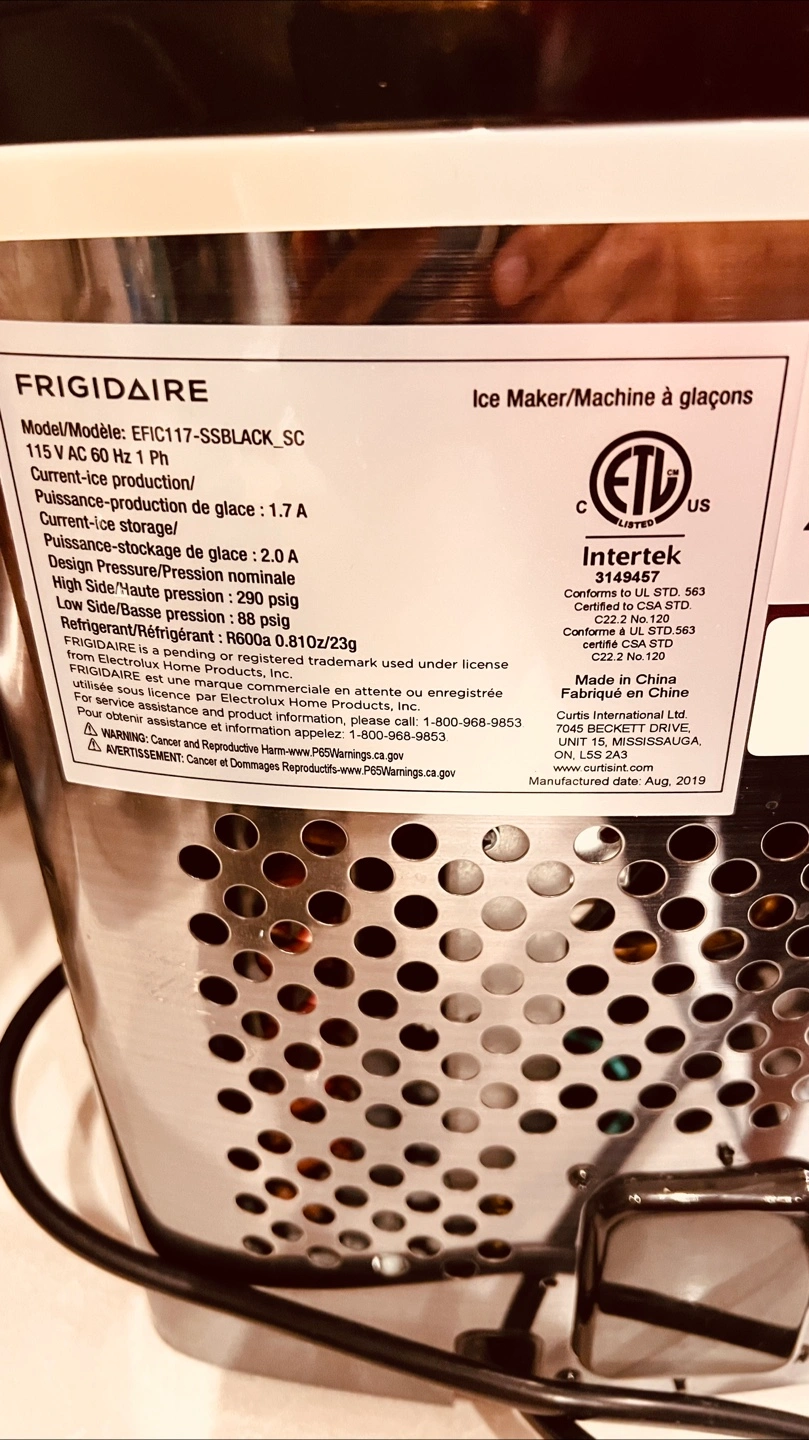 FRIGIDAIRE
Ice Maker/Machine à glaçons
Model/Modèle: EFIC117-SSBLACK_SC
115 V AC 60 Hz 1 Ph
Current-ice production/
Puissance-production de glace : 1.7 A
Current-ice storage/
Puissance-stockage de glace : 2.0 A
Design Pressure/Pression nominale
High Side/Haute pression : 290 psig
Low Side/Basse pression : 88 psig
Refrigerant/Réfrigérant : R600a 0.81Oz/23g
FRIGIDAIRE is a pending or registered trademark used under license
from Electrolux Home Products, Inc.
FRIGIDAIRE est une marque commerciale en attente ou enregistrée
utilisée sous licence par Electrolux Home Products, Inc.
For service assistance and product information, please call: 1-800-968-9853
Pour obtenir assistance et information appelez: 1-800-968-9853
WARNING: Cancer and Reproductive Harm-www.P65Warnings.ca.gov
AVERTISSEMENT: Cancer et Dommages Reproductifs-www.P65Warnings.ca.gov
ETL CM
C US
LISTED
Intertek
3149457
Conforms to UL STD. 563
Certified to CSA STD.
C22.2 No.120
Conforme à UL STD.563
certifié CSA STD
C22.2 No.120
Made in China
Fabriqué en Chine
Curtis International Ltd.
7045 BECKETT DRIVE,
UNIT 15, MISSISSAUGA,
ON, L5S 2A3
www.curtisint.com
Manufactured date: Aug, 2019